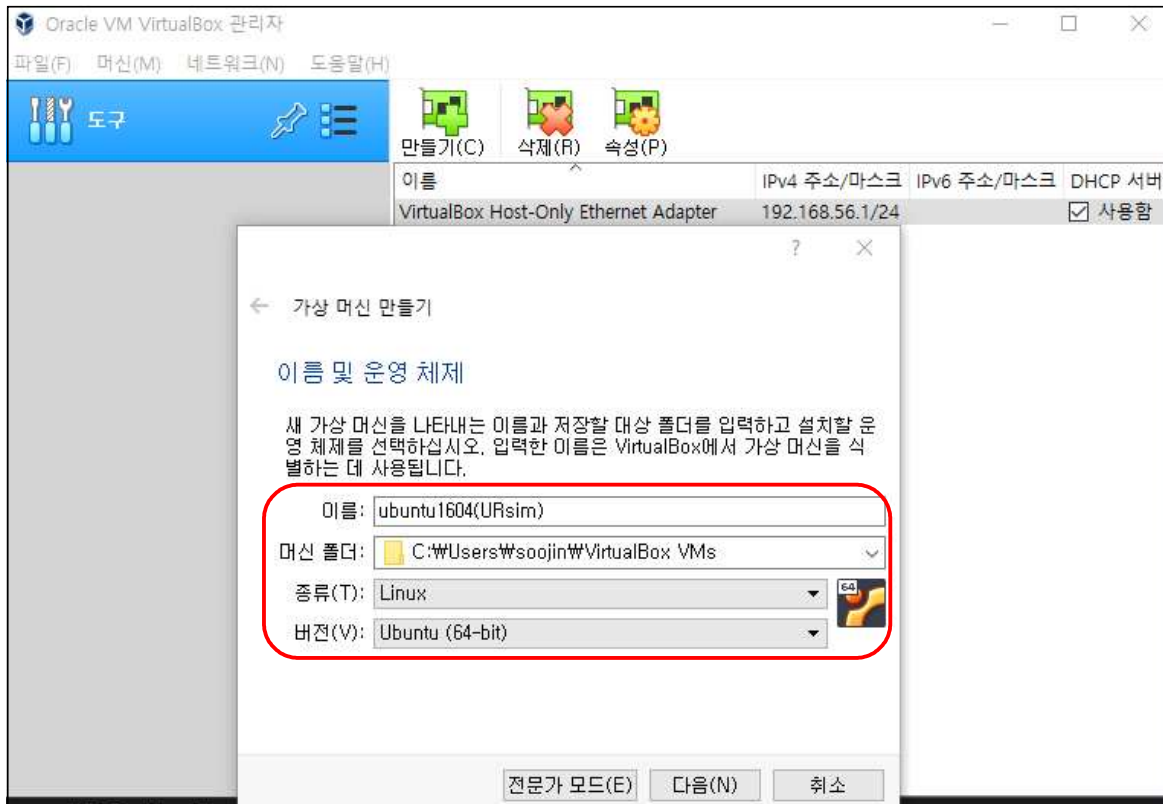 Oracle VM VirtualBox 관리자
파일(F) 머신(M) 네트워크(N) 도움말(H)
도구
만들기(C) 삭제(R) 속성(P)
이름 IPv4 주소/마스크 IPv6 주소/마스크 DHCP 서버
VirtualBox Host-Only Ethernet Adapter 192.168.56.1/24 사용함
?
가상 머신 만들기
이름 및 운영 체제
새 가상 머신을 나타내는 이름과 저장할 대상 폴더를 입력하고 설치할 운
영 체제를 선택하십시오. 입력한 이름은 VirtualBox에서 가상 머신을 식
별하는 데 사용됩니다.
이름: ubuntu1604(URsim)
머신 폴더: C:₩Users₩soojin₩VirtualBox VMs
종류(T): Linux
64
버전(V): Ubuntu (64-bit)
전문가 모드(E) 다음(N) 취소